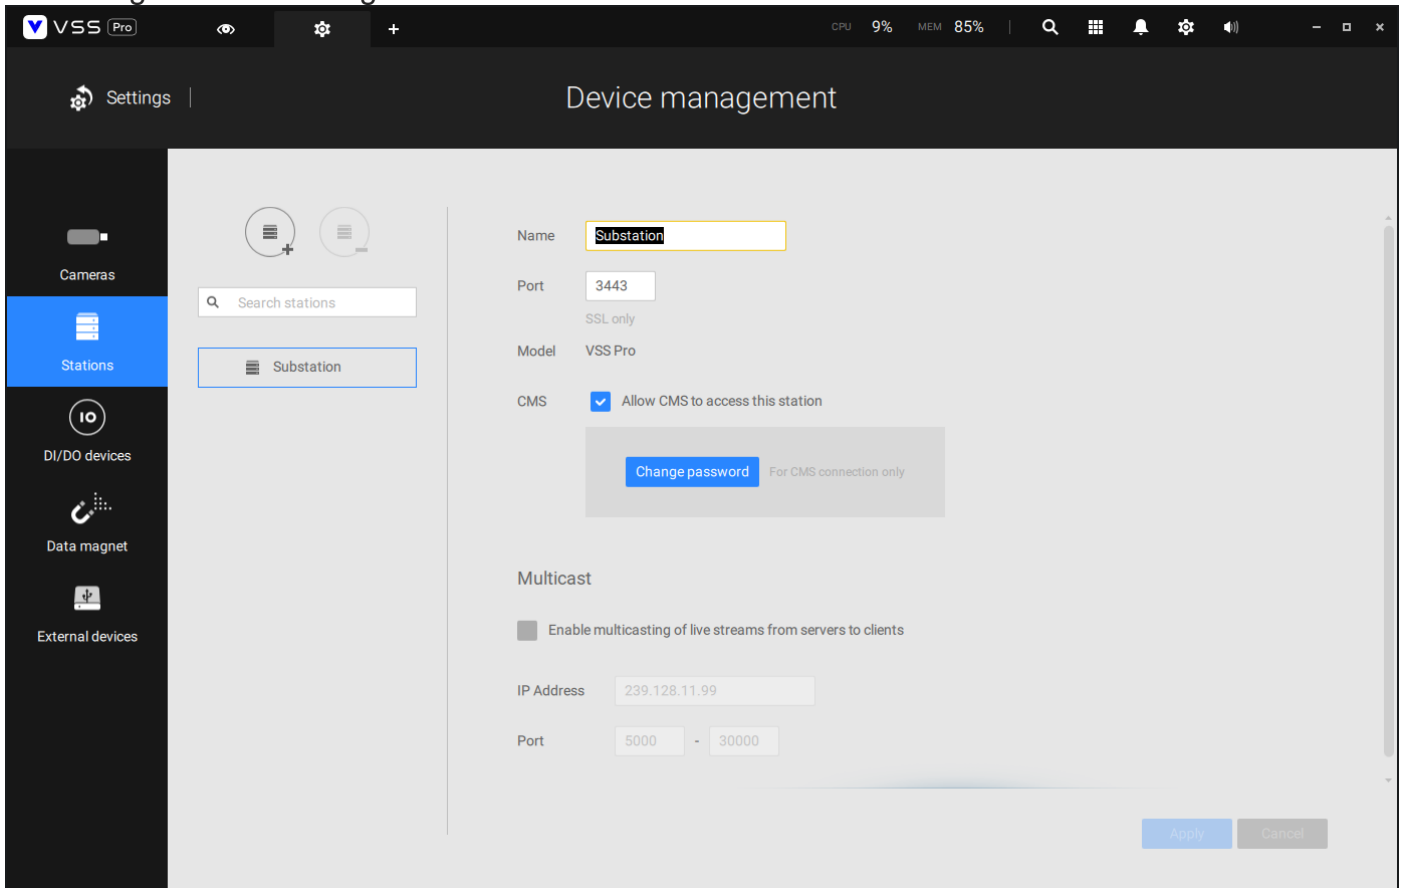 VSS Pro
CPU 9% MEM 85%
Settings
Device management
Cameras
Stations
IO
DI/DO devices
Data magnet
External devices
Search stations
Substation
Name Substation
Port 3443
SSL only
Model VSS Pro
CMS Allow CMS to access this station
Change password For CMS connection only
Multicast
Enable multicasting of live streams from servers to clients
IP Address 239.128.11.99
Port 5000 - 30000
Apply Cancel